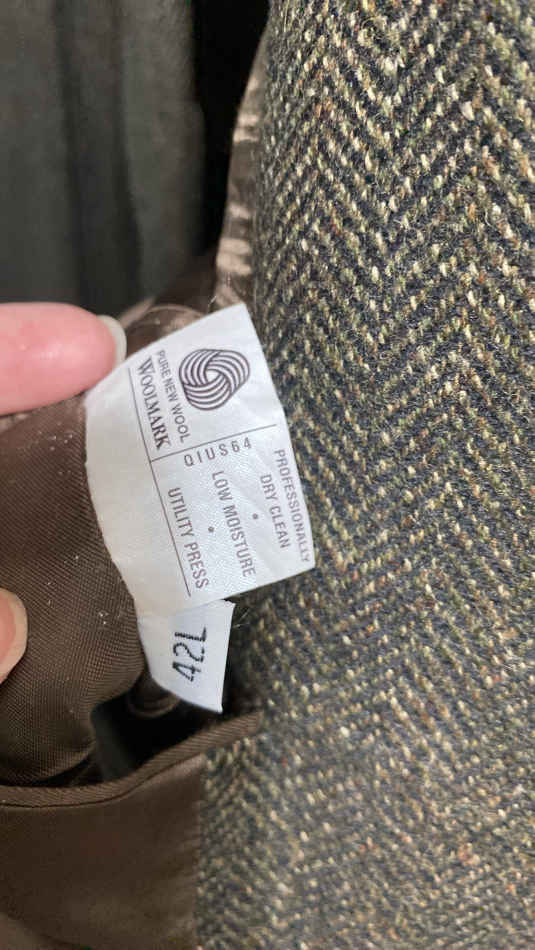 PURE NEW WOOL
WOOLMARK
QIUS64
PROFESSIONALLY
DRY CLEAN
•
LOW MOISTURE
•
UTILITY PRESS
42L